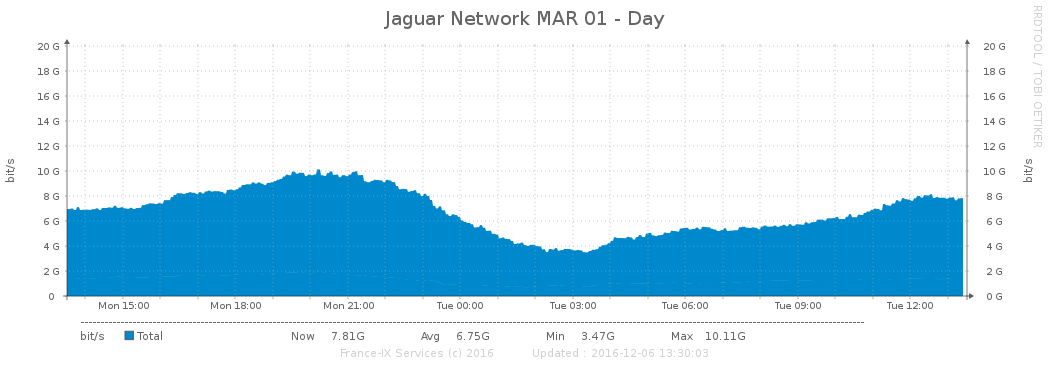 Jaguar Network MAR 01 - Day
RRDTOOL / TOBI OETIKER
20 G 20 G
18 G 18 G
16 G 16 G
14 G 14 G
12 G 12 G
10 G 10 G
8 G 8 G
6 G 6 G
4 G 4 G
2 G 2 G
0 0 G
bit/s bit/s
Mon 15:00 Mon 18:00 Mon 21:00 Tue 00:00 Tue 03:00 Tue 06:00 Tue 09:00 Tue 12:00
bit/s Total Now 7.81G Avg 6.75G Min 3.47G Max 10.11G
France-IX Services (c) 2016 Updated : 2016-12-06 13:30:03